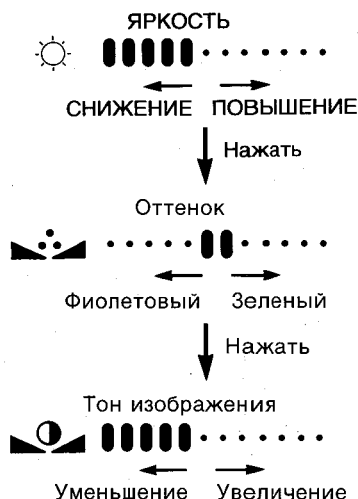 ЯРКОСТЬ
СНИЖЕНИЕ ПОВЫШЕНИЕ
Нажать
Оттенок
Фиолетовый Зеленый
Нажать
Тон изображения
Уменьшение Увеличение